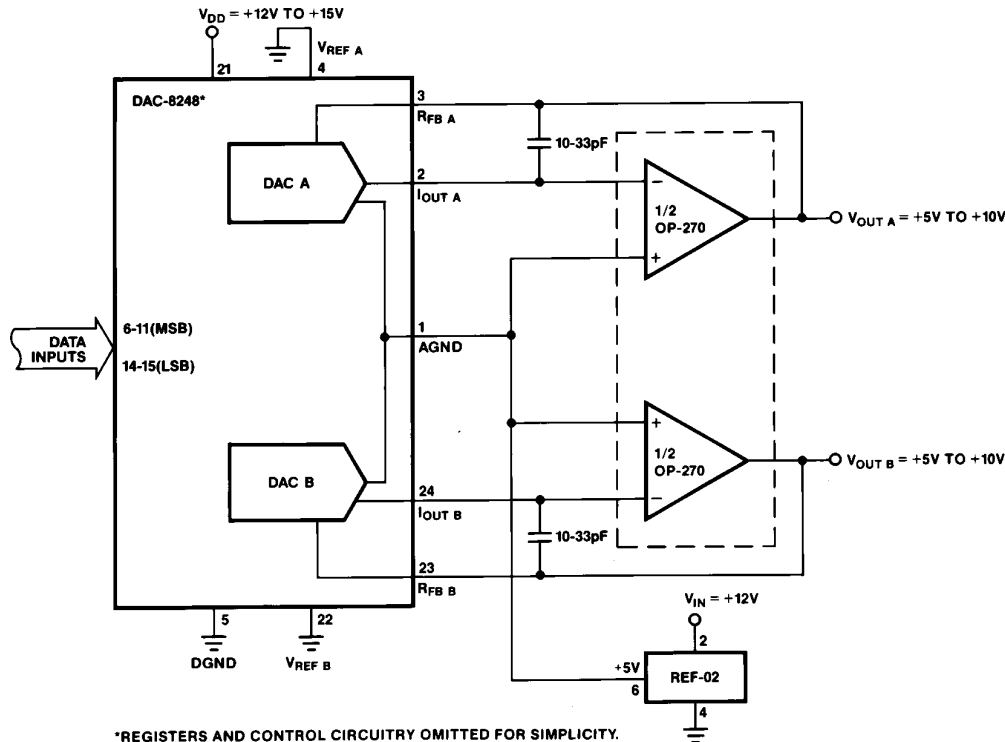 V_DD = +12V TO +15V
V_REF A
21
4
DAC-8248*
3
R_FB A
10-33pF
DAC A
2
I_OUT A
−
1/2
OP-270
+
V_OUT A = +5V TO +10V
1
AGND
DATA
INPUTS
6-11(MSB)
14-15(LSB)
+
1/2
OP-270
−
V_OUT B = +5V TO +10V
DAC B
24
I_OUT B
10-33pF
23
R_FB B
5
DGND
22
V_REF B
V_IN = +12V
2
+5V
6
REF-02
4
*REGISTERS AND CONTROL CIRCUITRY OMITTED FOR SIMPLICITY.